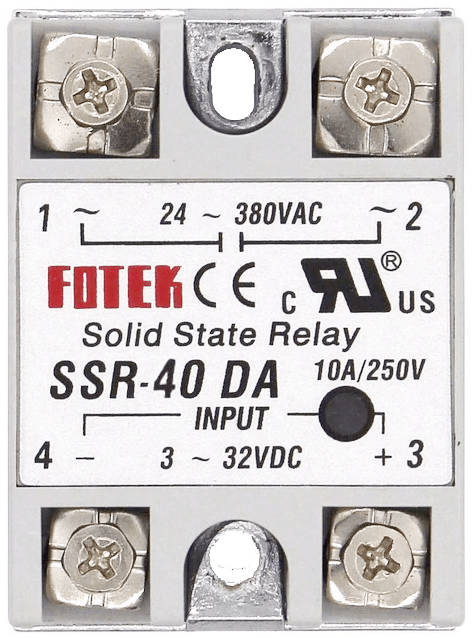 1 ~ 24 ~ 380VAC ~ 2
FOTEK CE c RU ® US
Solid State Relay
SSR-40 DA 10A/250V
INPUT
4 - 3 ~ 32VDC + 3